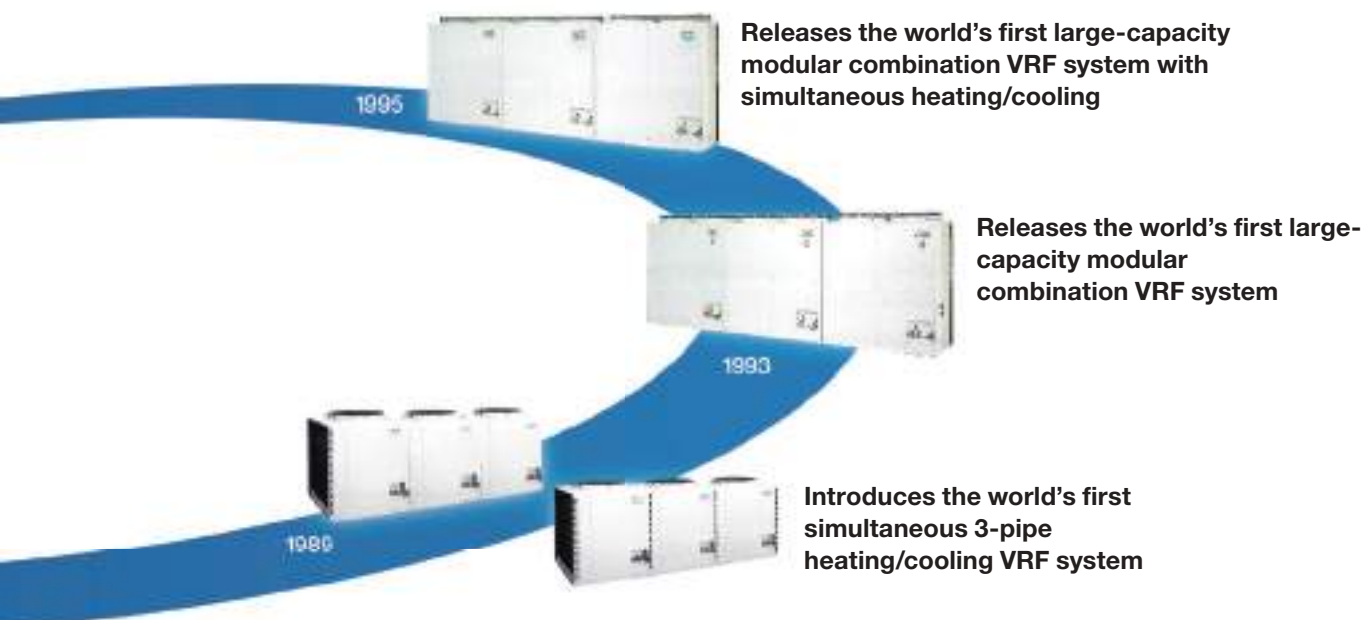 Releases the world's first large-capacity
modular combination VRF system with
simultaneous heating/cooling
1995
Releases the world's first large-
capacity modular
combination VRF system
1993
Introduces the world's first
simultaneous 3-pipe
heating/cooling VRF system
1989